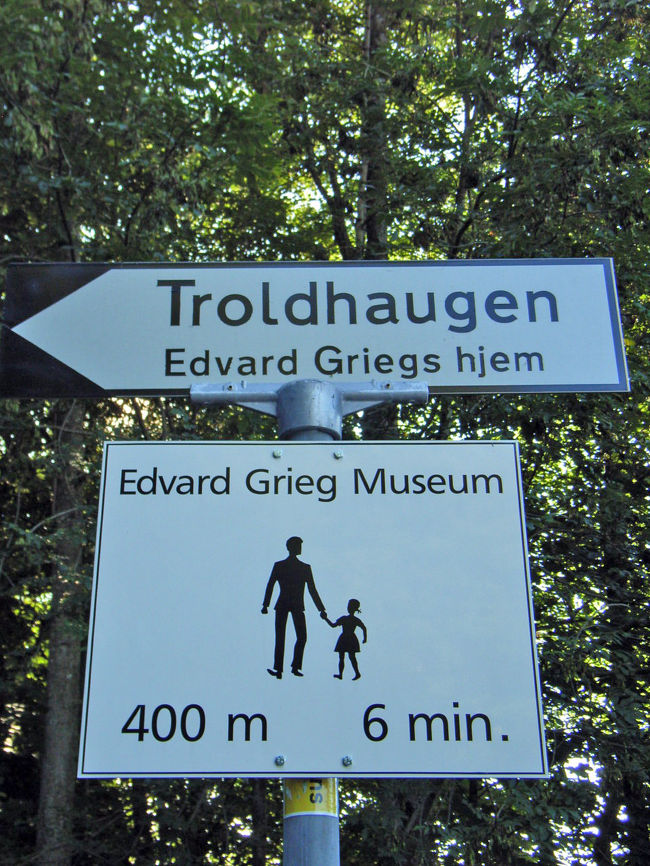 Troldhaugen
Edvard Griegs hjem
Edvard Grieg Museum
400 m 6 min.